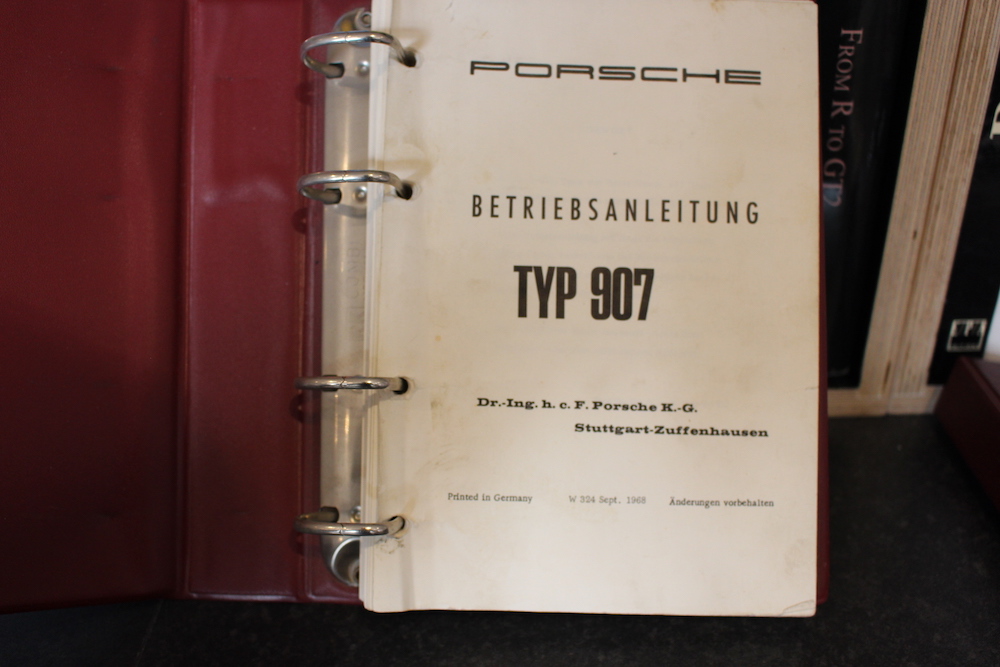 PORSCHE
BETRIEBSANLEITUNG
TYP 907
Dr.-Ing. h. c. F. Porsche K.-G.
Stuttgart-Zuffenhausen
Printed in Germany W 324 Sept. 1968 Änderungen vorbehalten
FROM R TO GT2